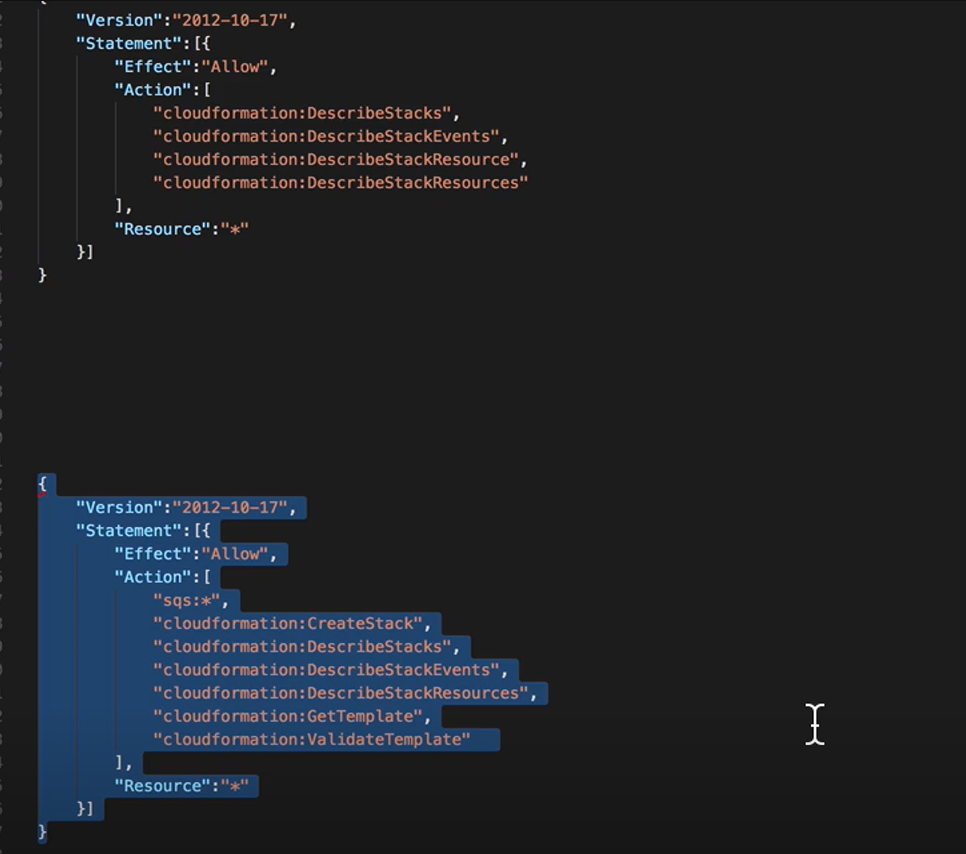 {
"Version":"2012-10-17",
"Statement":[{
"Effect":"Allow",
"Action":[
"cloudformation:DescribeStacks",
"cloudformation:DescribeStackEvents",
"cloudformation:DescribeStackResource",
"cloudformation:DescribeStackResources"
],
"Resource":"*"
}]
}
{
"Version":"2012-10-17",
"Statement":[{
"Effect":"Allow",
"Action":[
"sqs:*",
"cloudformation:CreateStack",
"cloudformation:DescribeStacks",
"cloudformation:DescribeStackEvents",
"cloudformation:DescribeStackResources",
"cloudformation:GetTemplate",
"cloudformation:ValidateTemplate"
],
"Resource":"*"
}]
}